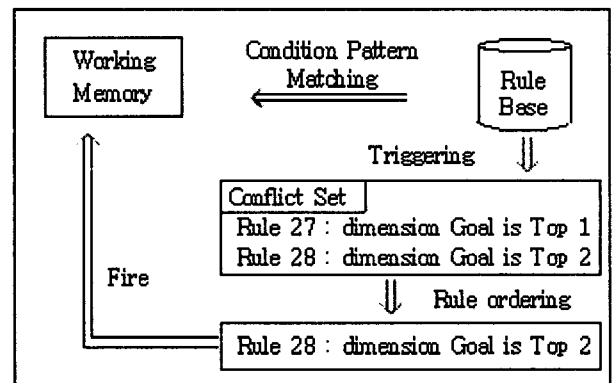 Working
Memory
Condition Pattern
Matching
Rule
Base
Triggering
Conflict Set
Rule 27 : dimension Goal is Top 1
Rule 28 : dimension Goal is Top 2
Fire
Rule ordering
Rule 28 : dimension Goal is Top 2